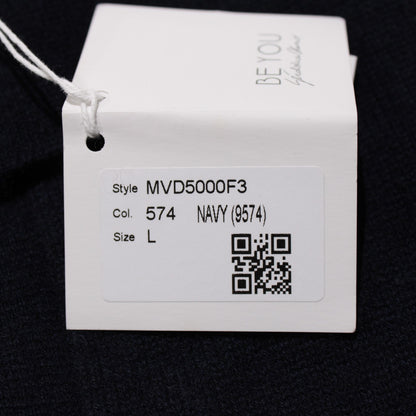 BE YOU
Style MVD5000F3
Col. 574 NAVY (9574)
Size L